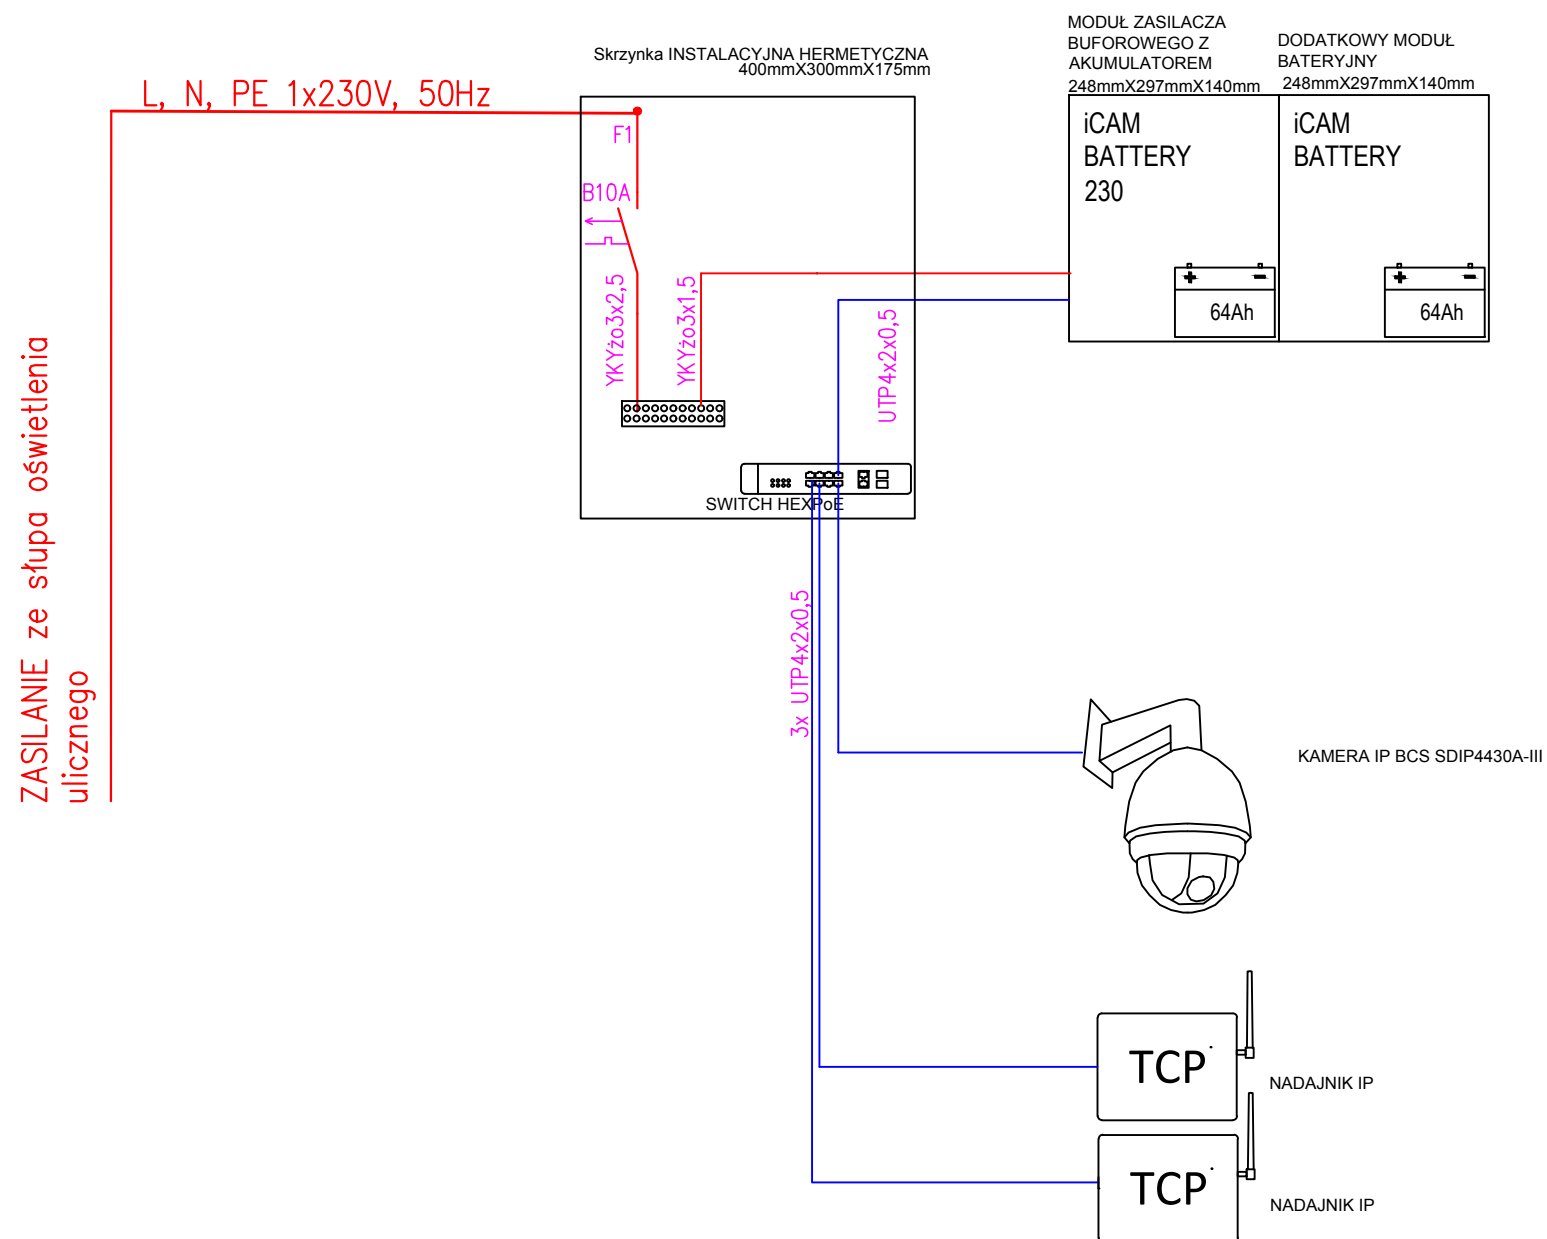 MODUŁ ZASILACZA
BUFOROWEGO Z
AKUMULATOREM
248mmX297mmX140mm
DODATKOWY MODUŁ
BATERYJNY
248mmX297mmX140mm
Skrzynka INSTALACYJNA HERMETYCZNA
400mmX300mmX175mm
L, N, PE 1x230V, 50Hz
F1
B10A
YKYżo3x2,5
YKYżo3x1,5
UTP4x2x0,5
iCAM
BATTERY
230
64Ah
iCAM
BATTERY
64Ah
ZASILANIE ze słupa oświetlenia
ulicznego
SWITCH HEXPoE
3x UTP4x2x0,5
KAMERA IP BCS SDIP4430A-III
TCP
NADAJNIK IP
TCP
NADAJNIK IP